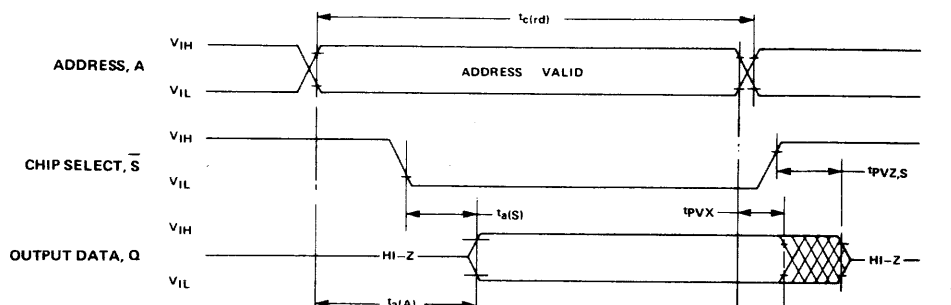 tc(rd)
VIH
ADDRESS, A
ADDRESS VALID
VIL
VIH
CHIP SELECT, S̅
VIL
tPVZ,S
ta(S)
tPVX
VIH
OUTPUT DATA, Q
HI-Z
HI-Z
VIL
ta(A)